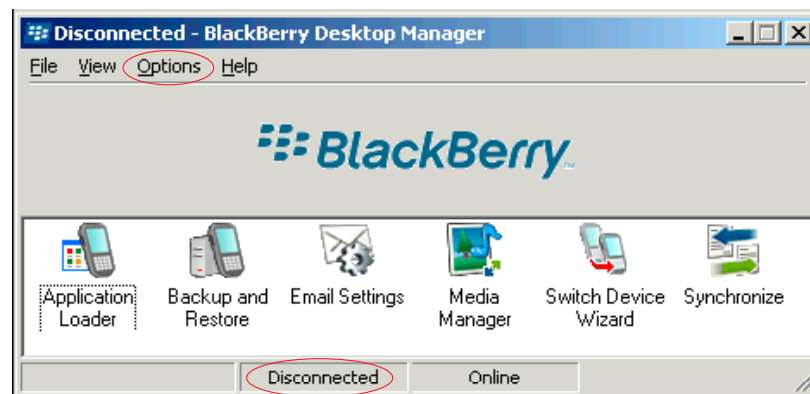 Disconnected - BlackBerry Desktop Manager
File View Options Help
BlackBerry™
Application Loader
Backup and Restore
Email Settings
Media Manager
Switch Device Wizard
Synchronize
Disconnected Online